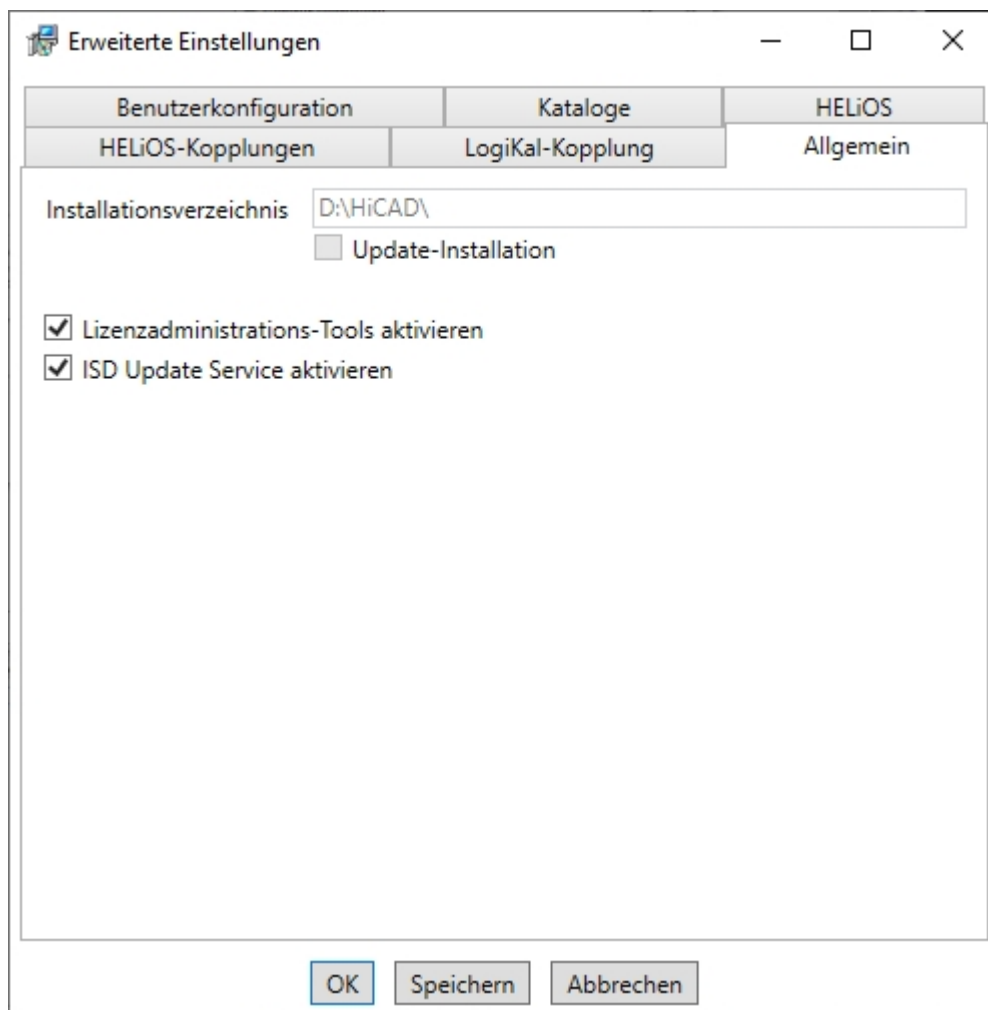 Erweiterte Einstellungen
Benutzerkonfiguration Kataloge HELiOS
HELiOS-Kopplungen LogiKal-Kopplung Allgemein
Installationsverzeichnis D:\HiCAD\
Update-Installation
Lizenzadministrations-Tools aktivieren
ISD Update Service aktivieren
OK Speichern Abbrechen